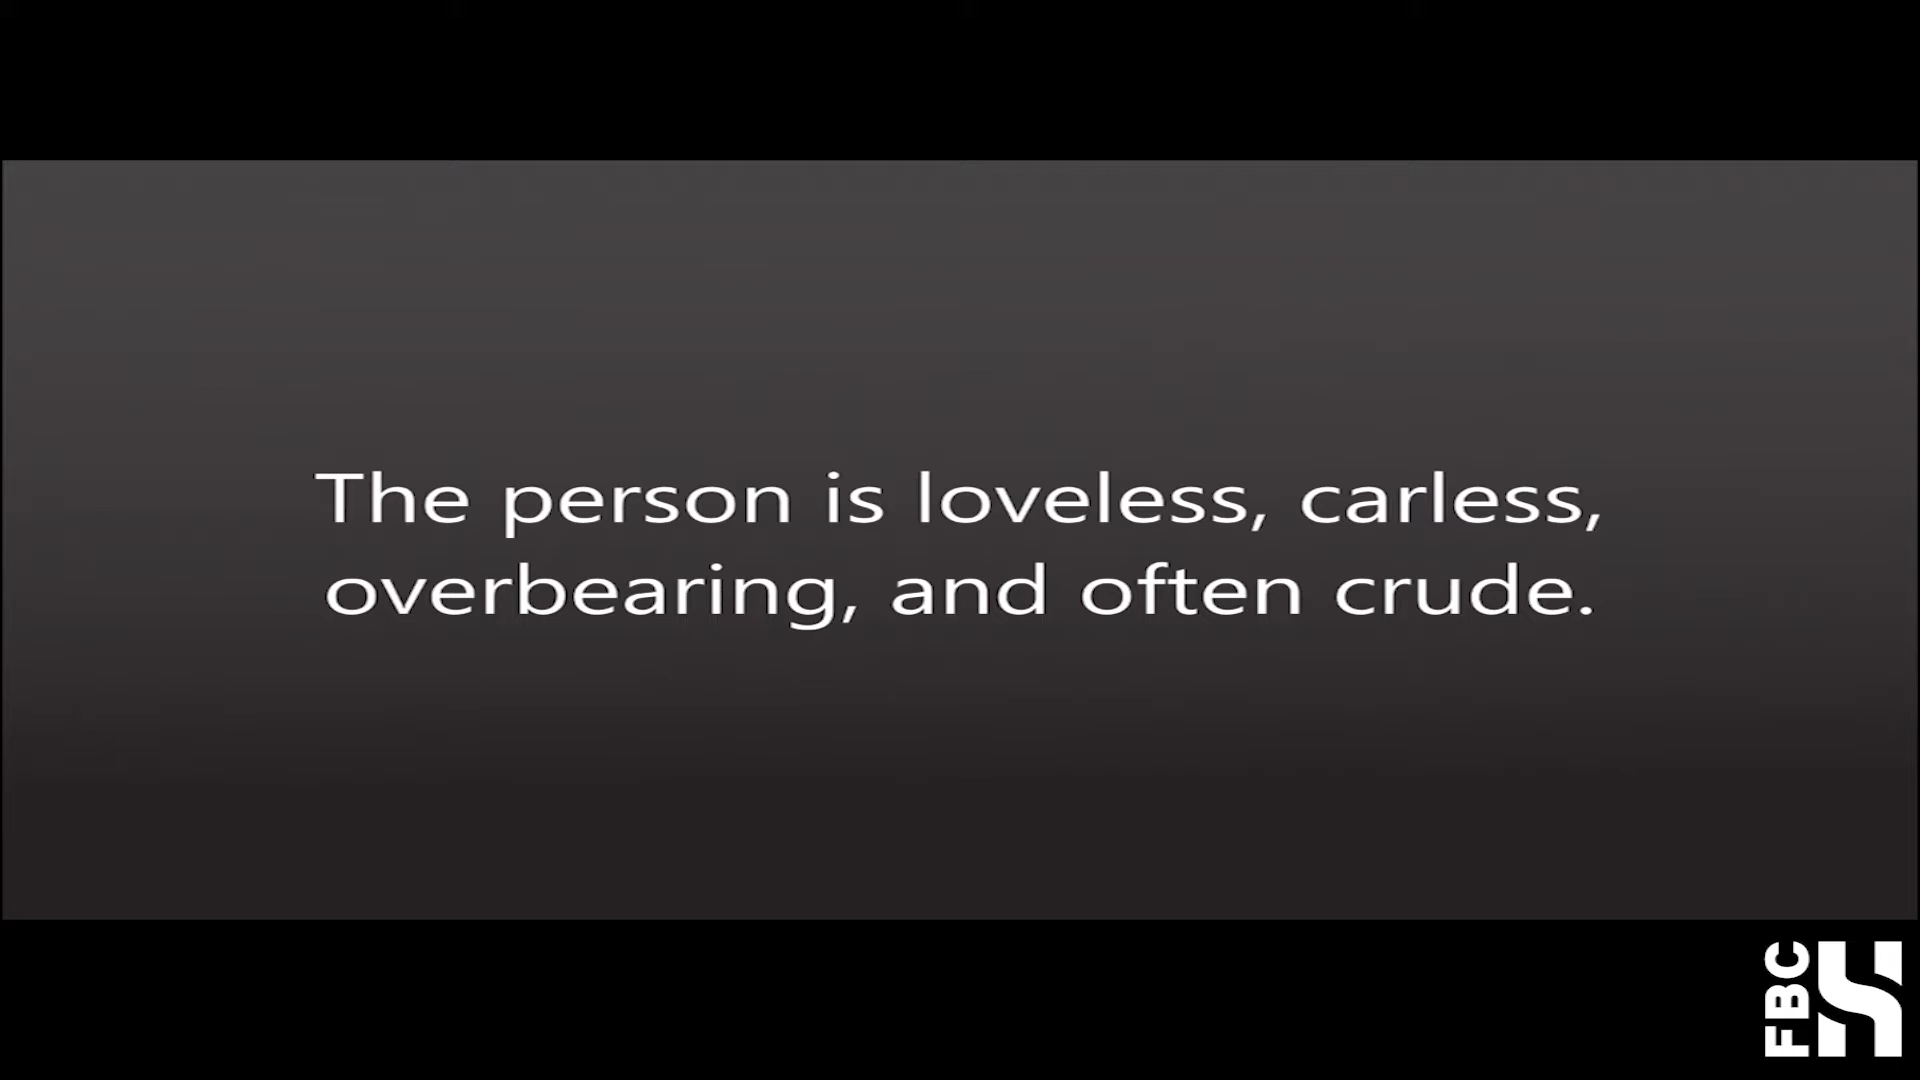 The person is loveless, carless,
overbearing, and often crude.
FBC